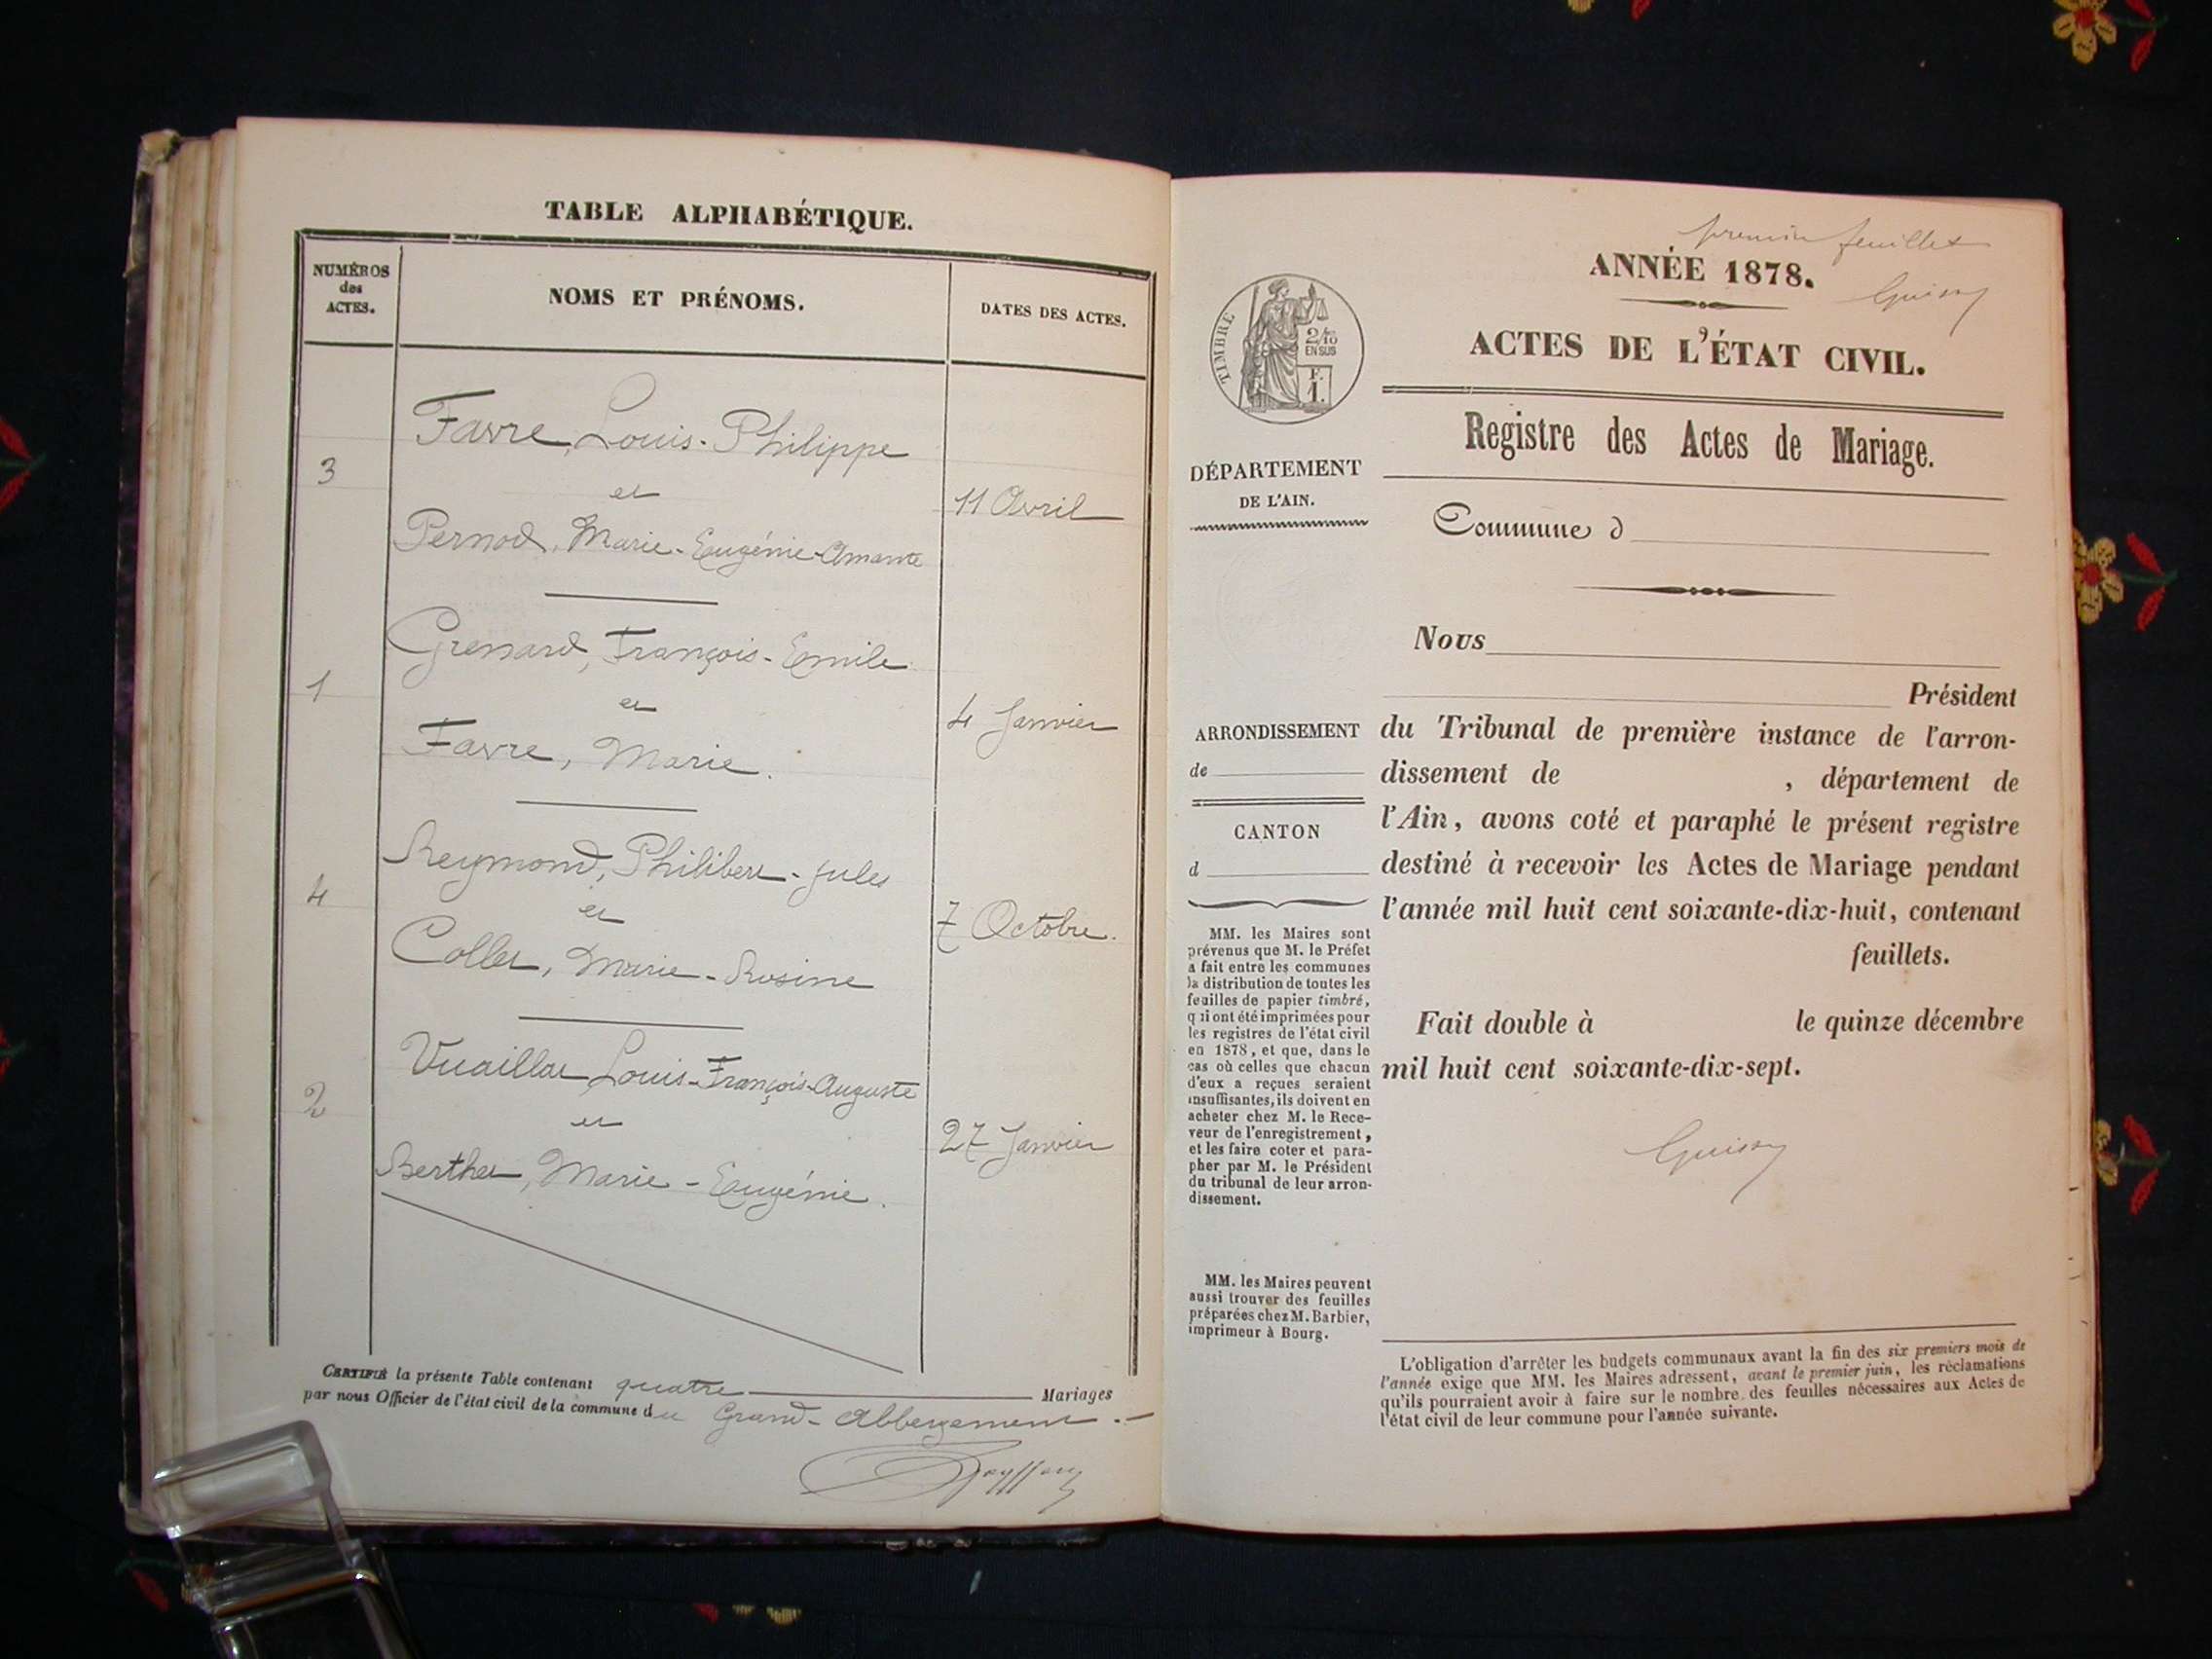 TABLE ALPHABÉTIQUE.
NUMÉROS
des
ACTES.
NOMS ET PRÉNOMS.
DATES DES ACTES.
Favre, Louis-Philippe
3
et
11 Avril
Pernod, Marie-Eugénie-Amante
Grenard, François-Emile
1
et
4 Janvier
Favre, Marie.
Reymond, Philibert-Jules
4
et
7 Octobre.
Collet, Marie-Rosine
Vuaillat Louis-François-Auguste
2
et
27 Janvier
Berthet, Marie-Eugénie.
CERTIFIÉ la présente Table contenant quatre Mariages
par nous Officier de l'état civil de la commune du Grand-Abbergement.
premier feuillet
ANNÉE 1878.
ACTES DE L'ÉTAT CIVIL.
TIMBRE
2/10
EN SUS
F.
1.
Registre des Actes de Mariage.
DÉPARTEMENT
DE L'AIN.
Commune d
Nous
Président
ARRONDISSEMENT
de
CANTON
d
du Tribunal de première instance de l'arron-
dissement de , département de
l'Ain, avons coté et paraphé le présent registre
destiné à recevoir les Actes de Mariage pendant
l'année mil huit cent soixante-dix-huit, contenant
feuillets.
Fait double à le quinze décembre
mil huit cent soixante-dix-sept.
MM. les Maires sont
prévenus que M. le Préfet
a fait entre les communes
la distribution de toutes les
feuilles de papier timbré,
qui ont été imprimées pour
les registres de l'état civil
en 1878, et que, dans le
cas où celles que chacun
d'eux a reçues seraient
insuffisantes, ils doivent en
acheter chez M. le Rece-
veur de l'enregistrement,
et les faire coter et para-
pher par M. le Président
du tribunal de leur arron-
dissement.
MM. les Maires peuvent
aussi trouver des feuilles
préparées chez M. Barbier,
imprimeur à Bourg.
L'obligation d'arrêter les budgets communaux avant la fin des six premiers mois de
l'année exige que MM. les Maires adressent, avant le premier juin, les réclamations
qu'ils pourraient avoir à faire sur le nombre des feuilles nécessaires aux Actes de
l'état civil de leur commune pour l'année suivante.